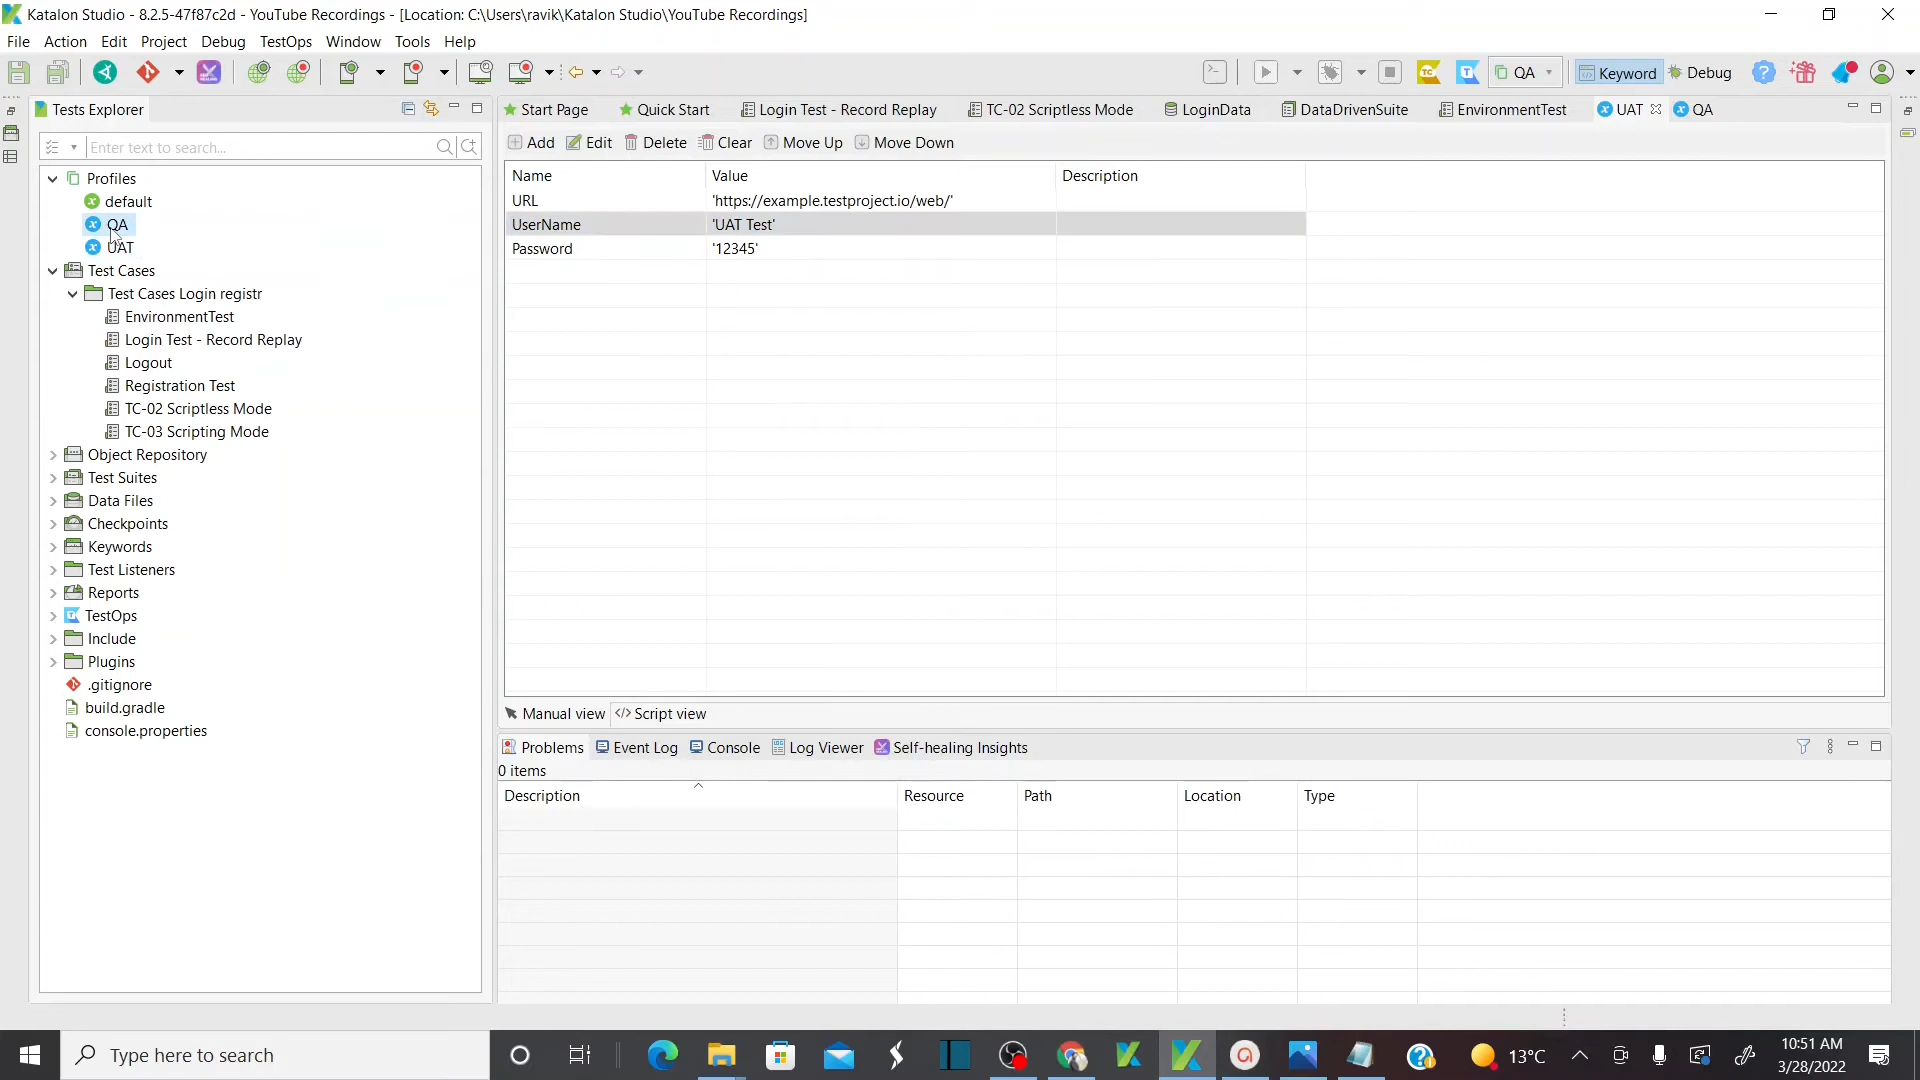 Katalon Studio - 8.2.5-47f87c2d - YouTube Recordings - [Location: C:\Users\ravik\Katalon Studio\YouTube Recordings]
File Action Edit Project Debug TestOps Window Tools Help
QA Keyword Debug
Tests Explorer
Start Page Quick Start Login Test - Record Replay TC-02 Scriptless Mode LoginData DataDrivenSuite EnvironmentTest UAT QA
Enter text to search...
Add Edit Delete Clear Move Up Move Down
Name Value Description
URL 'https://example.testproject.io/web/'
UserName 'UAT Test'
Password '12345'
Profiles
default
QA
UAT
Test Cases
Test Cases Login registr
EnvironmentTest
Login Test - Record Replay
Logout
Registration Test
TC-02 Scriptless Mode
TC-03 Scripting Mode
Object Repository
Test Suites
Data Files
Checkpoints
Keywords
Test Listeners
Reports
TestOps
Include
Plugins
.gitignore
build.gradle
console.properties
Manual view Script view
Problems Event Log Console Log Viewer Self-healing Insights
0 items
Description Resource Path Location Type
Type here to search
13°C
10:51 AM
3/28/2022